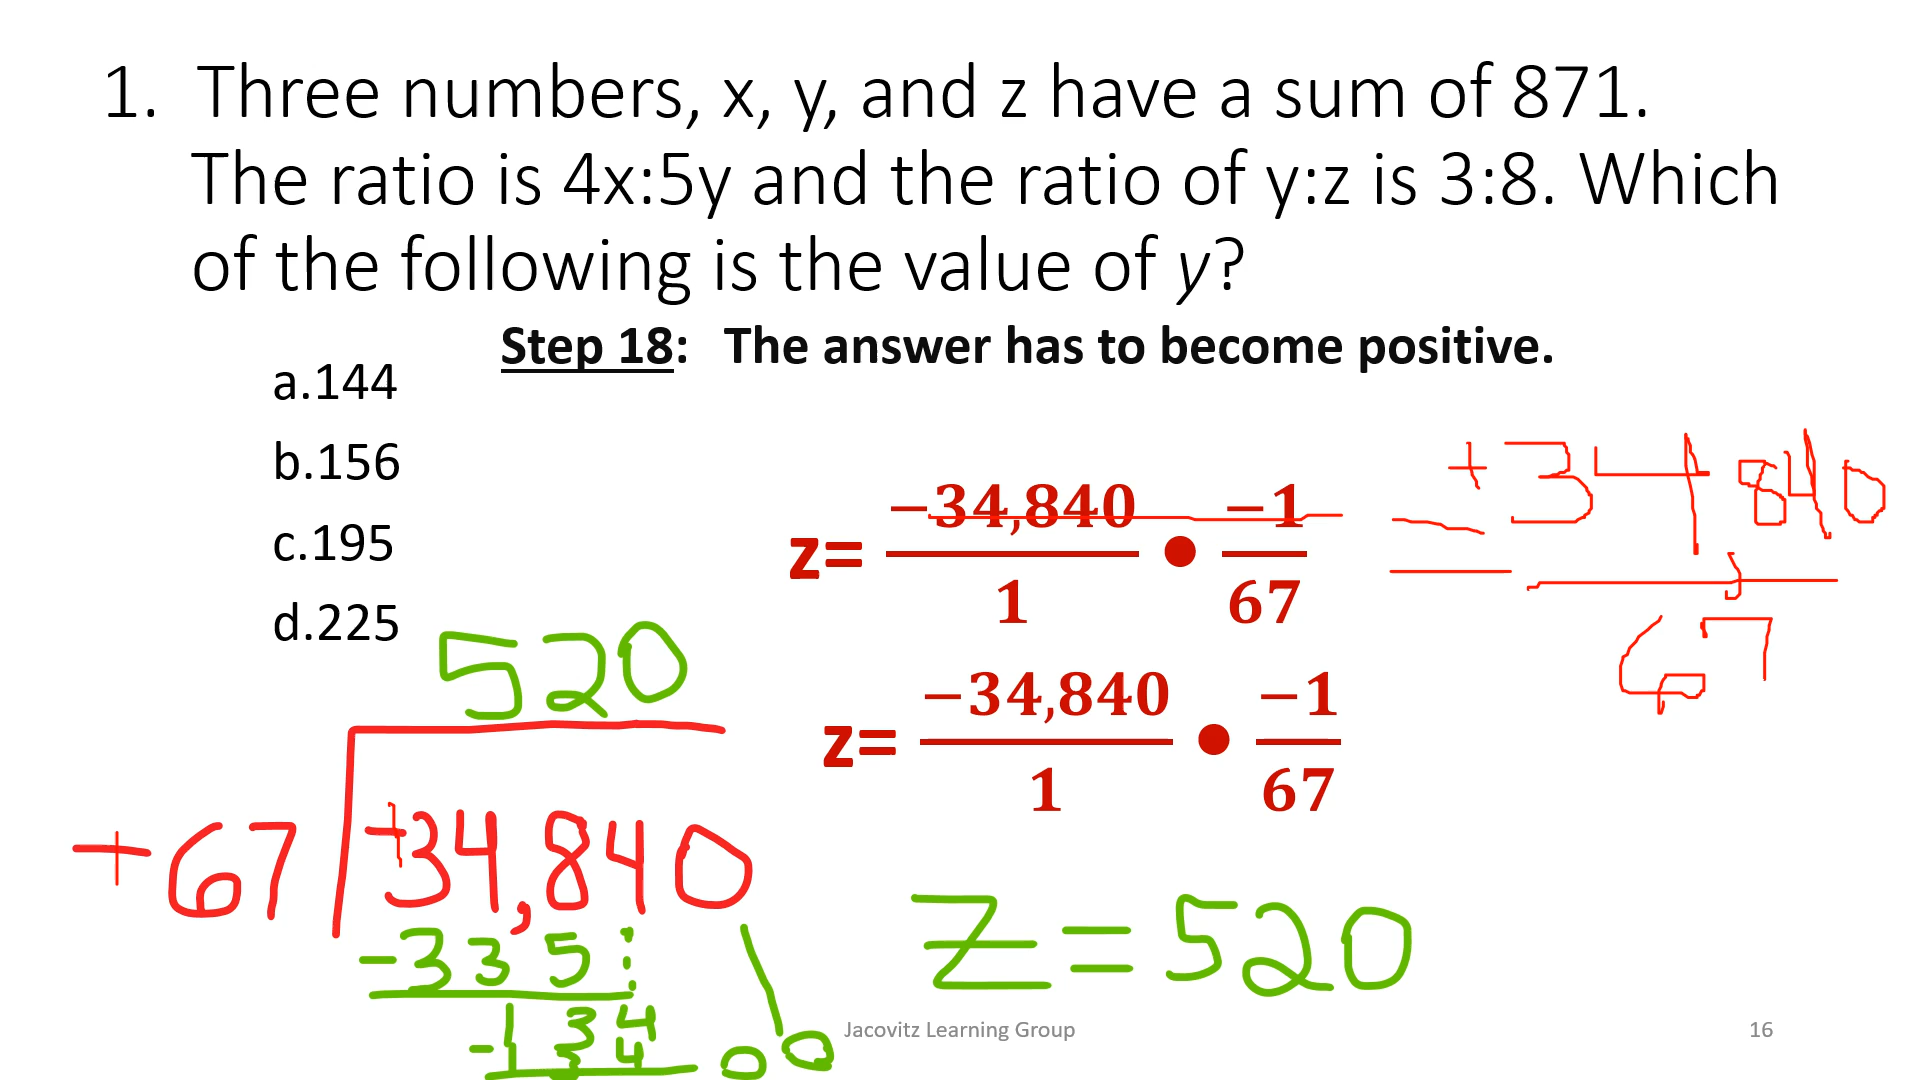 1. Three numbers, x, y, and z have a sum of 871.
The ratio is 4x:5y and the ratio of y:z is 3:8. Which
of the following is the value of y?
Step 18: The answer has to become positive.
a.144
b.156
c.195
d.225
z= −34,840/1 • −1/67
= +34,840/67
z= −34,840/1 • −1/67
520
+67 +34,840
-335
-134
00
z=520
Jacovitz Learning Group
16